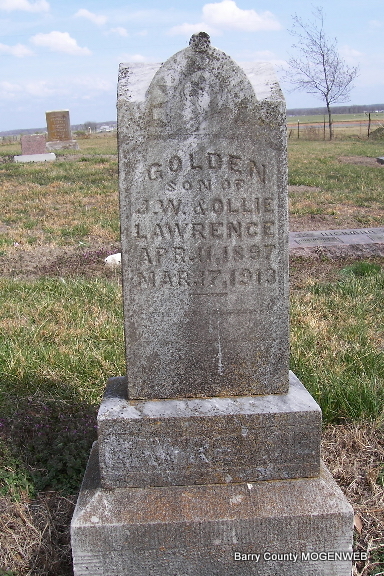 GOLDEN
SON OF
J.W. & OLLIE
LAWRENCE
APR. 11, 1897
MAR. 17, 1913
Barry County MOGENWEB